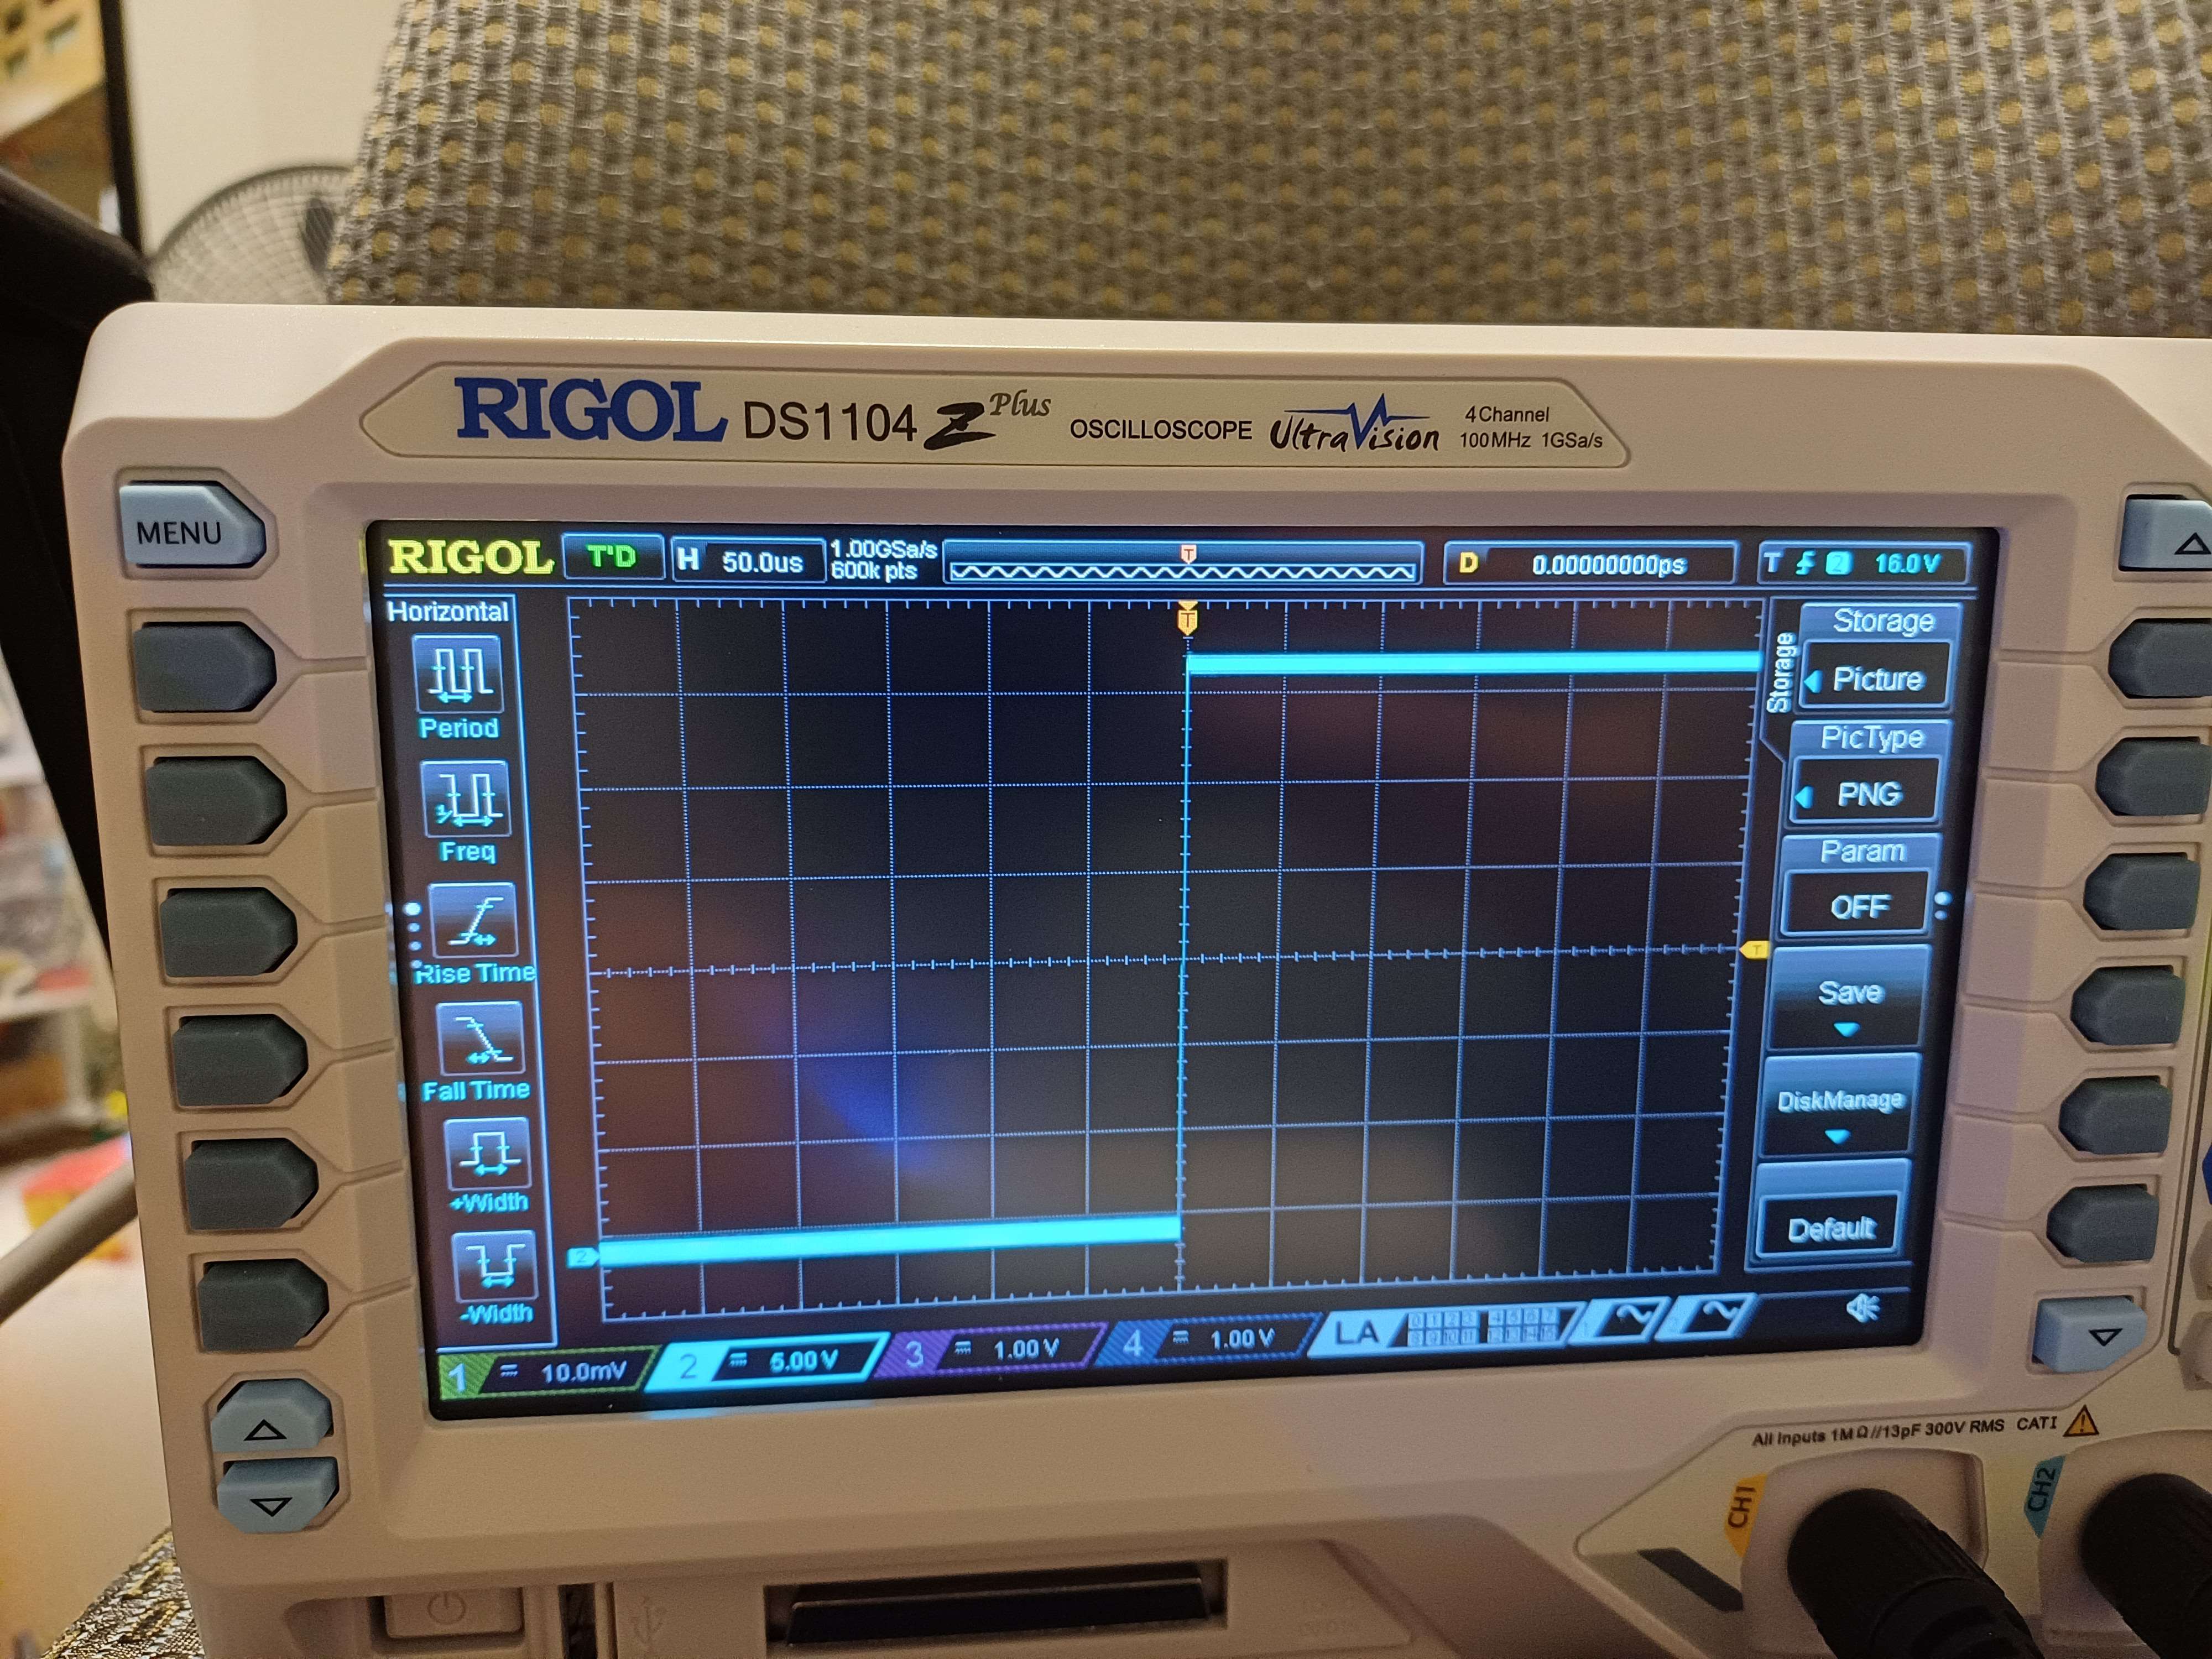 RIGOL DS1104 Z Plus OSCILLOSCOPE UltraVision 4 Channel
100MHz 1GSa/s
MENU
RIGOL T'D H 50.0us 1.00GSa/s
600k pts
T
D 0.00000000ps T 2 16.0V
Horizontal
Period
Freq
Rise Time
Fall Time
+Width
-Width
T
T
2
Storage
Storage
Picture
PicType
PNG
Param
OFF
Save
DiskManage
Default
1 10.0mV 2 5.00V 3 1.00V 4 1.00V LA
All Inputs 1MΩ//13pF 300V RMS CATI
CH1
CH2